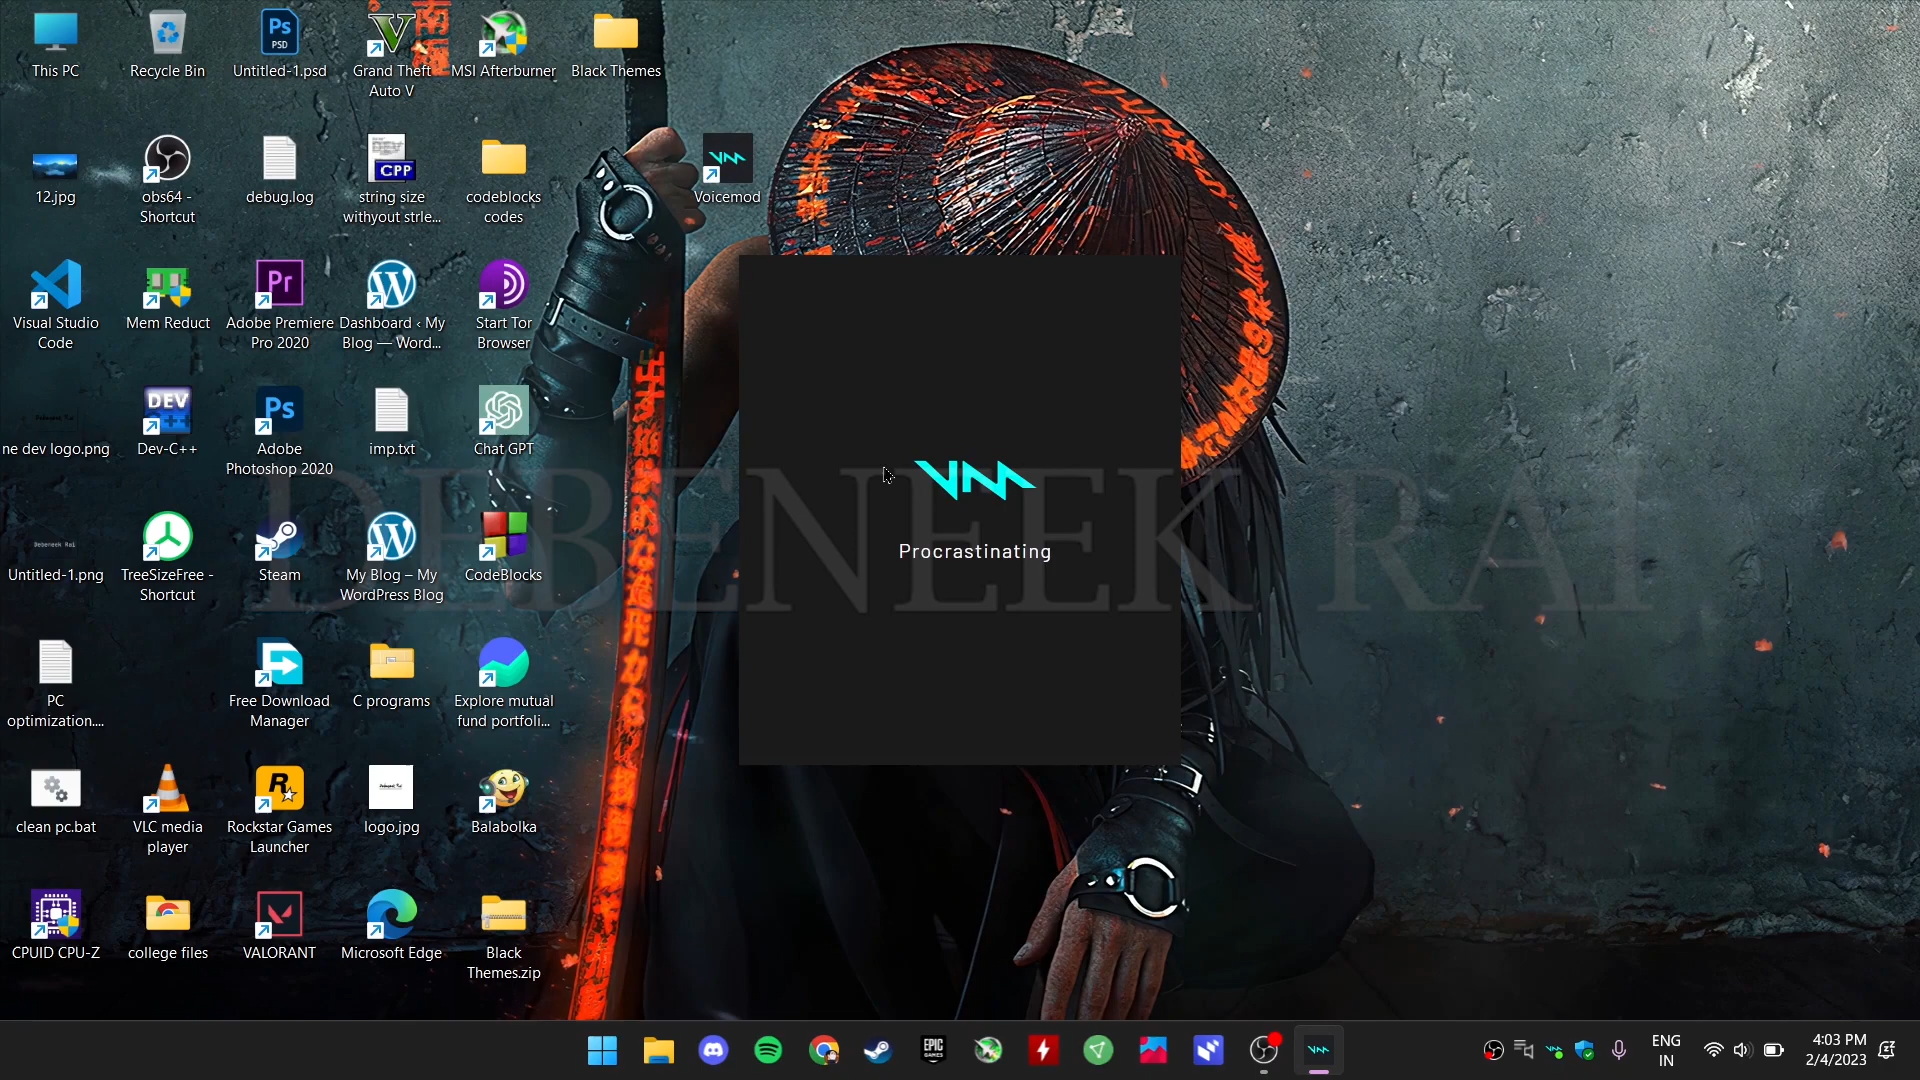 This PC
Recycle Bin
Untitled-1.psd
Grand Theft
Auto V
MSI Afterburner
Black Themes
12.jpg
obs64 -
Shortcut
debug.log
string size
withyout strle...
codeblocks
codes
Voicemod
Visual Studio
Code
Mem Reduct
Adobe Premiere
Pro 2020
Dashboard ‹ My
Blog — Word...
Start Tor
Browser
ne dev logo.png
Dev-C++
Adobe
Photoshop 2020
imp.txt
Chat GPT
DEBENEEK RAI
Procrastinating
Untitled-1.png
TreeSizeFree -
Shortcut
Steam
My Blog – My
WordPress Blog
CodeBlocks
PC
optimization....
Free Download
Manager
C programs
Explore mutual
fund portfoli...
clean pc.bat
VLC media
player
Rockstar Games
Launcher
logo.jpg
Balabolka
CPUID CPU-Z
college files
VALORANT
Microsoft Edge
Black
Themes.zip
ENG
IN
4:03 PM
2/4/2023